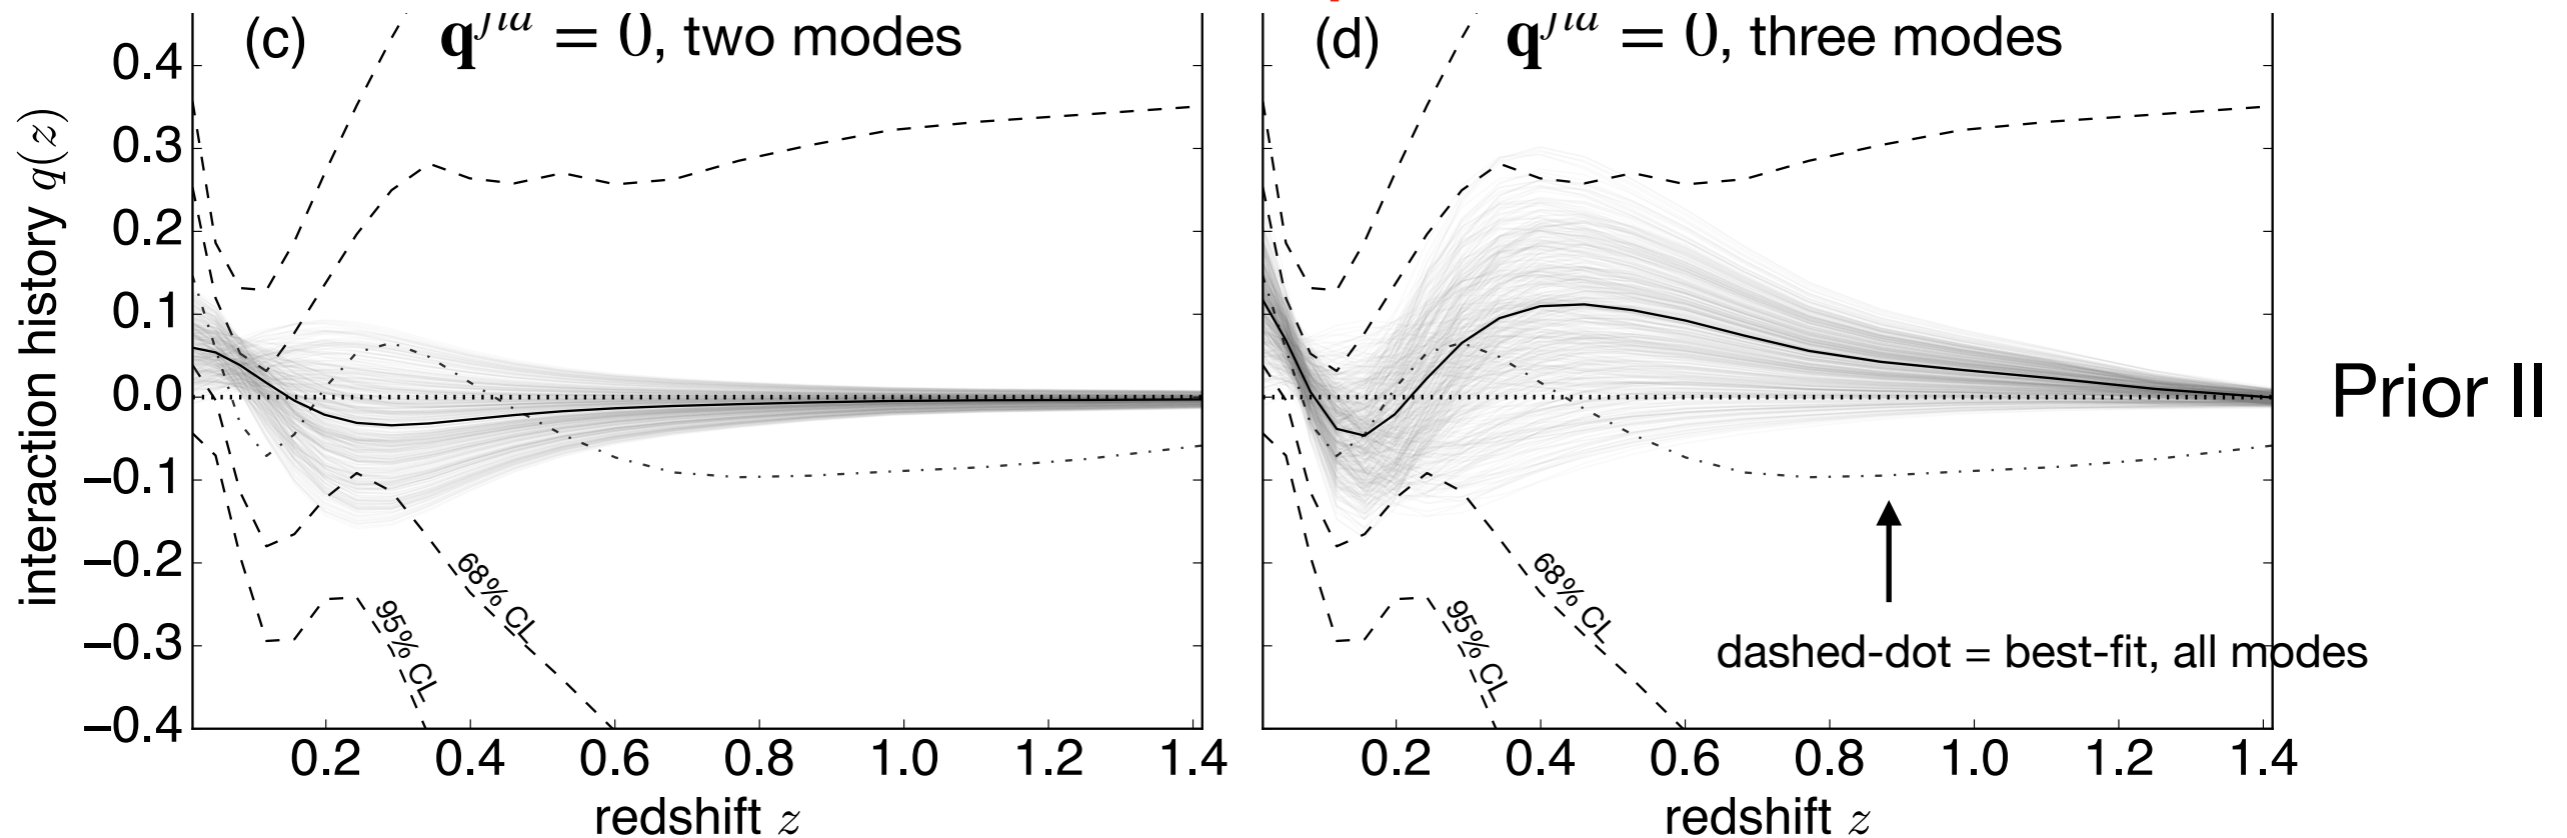 (c) q^{fid} = 0, two modes
(d) q^{fid} = 0, three modes
interaction history q(z)
0.4
0.3
0.2
0.1
0.0
−0.1
−0.2
−0.3
−0.4
68% CL
95% CL
0.2 0.4 0.6 0.8 1.0 1.2 1.4
redshift z
68% CL
95% CL
dashed-dot = best-fit, all modes
0.2 0.4 0.6 0.8 1.0 1.2 1.4
redshift z
Prior II